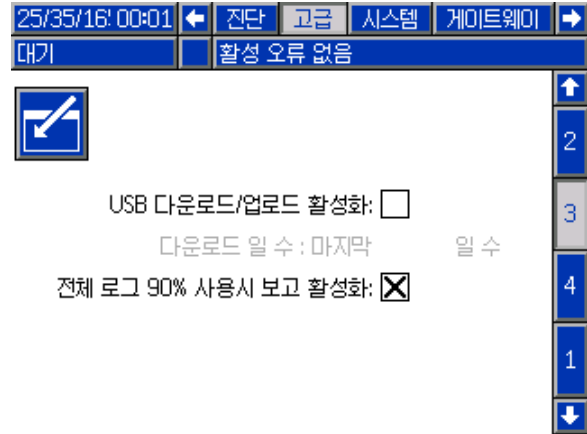 25/35/16! 00:01 진단 고급 시스템 게이트웨이
대기 활성 오류 없음
2
USB 다운로드/업로드 활성화:
3
다운로드 일 수 : 마지막 일 수
전체 로그 90% 사용시 보고 활성화:
4
1